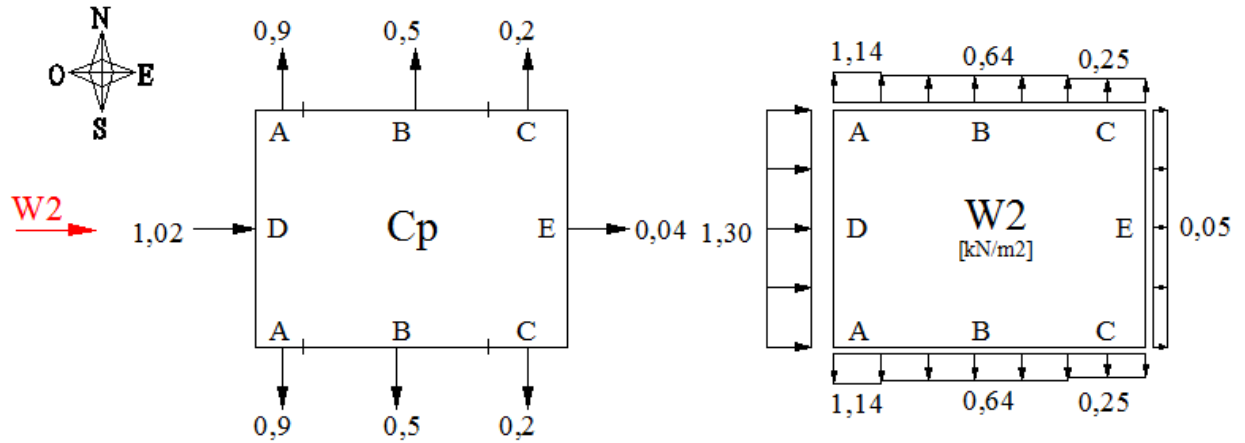 N
O E
S
W2
0,9 0,5 0,2
A B C
1,02 D Cp E 0,04
A B C
0,9 0,5 0,2
1,14 0,64 0,25
A B C
1,30 D W2 E 0,05
[kN/m2]
A B C
1,14 0,64 0,25